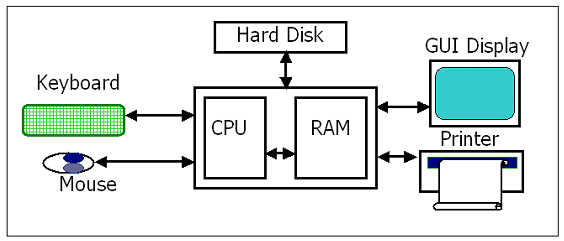 Hard Disk
GUI Display
Keyboard
CPU
RAM
Printer
Mouse